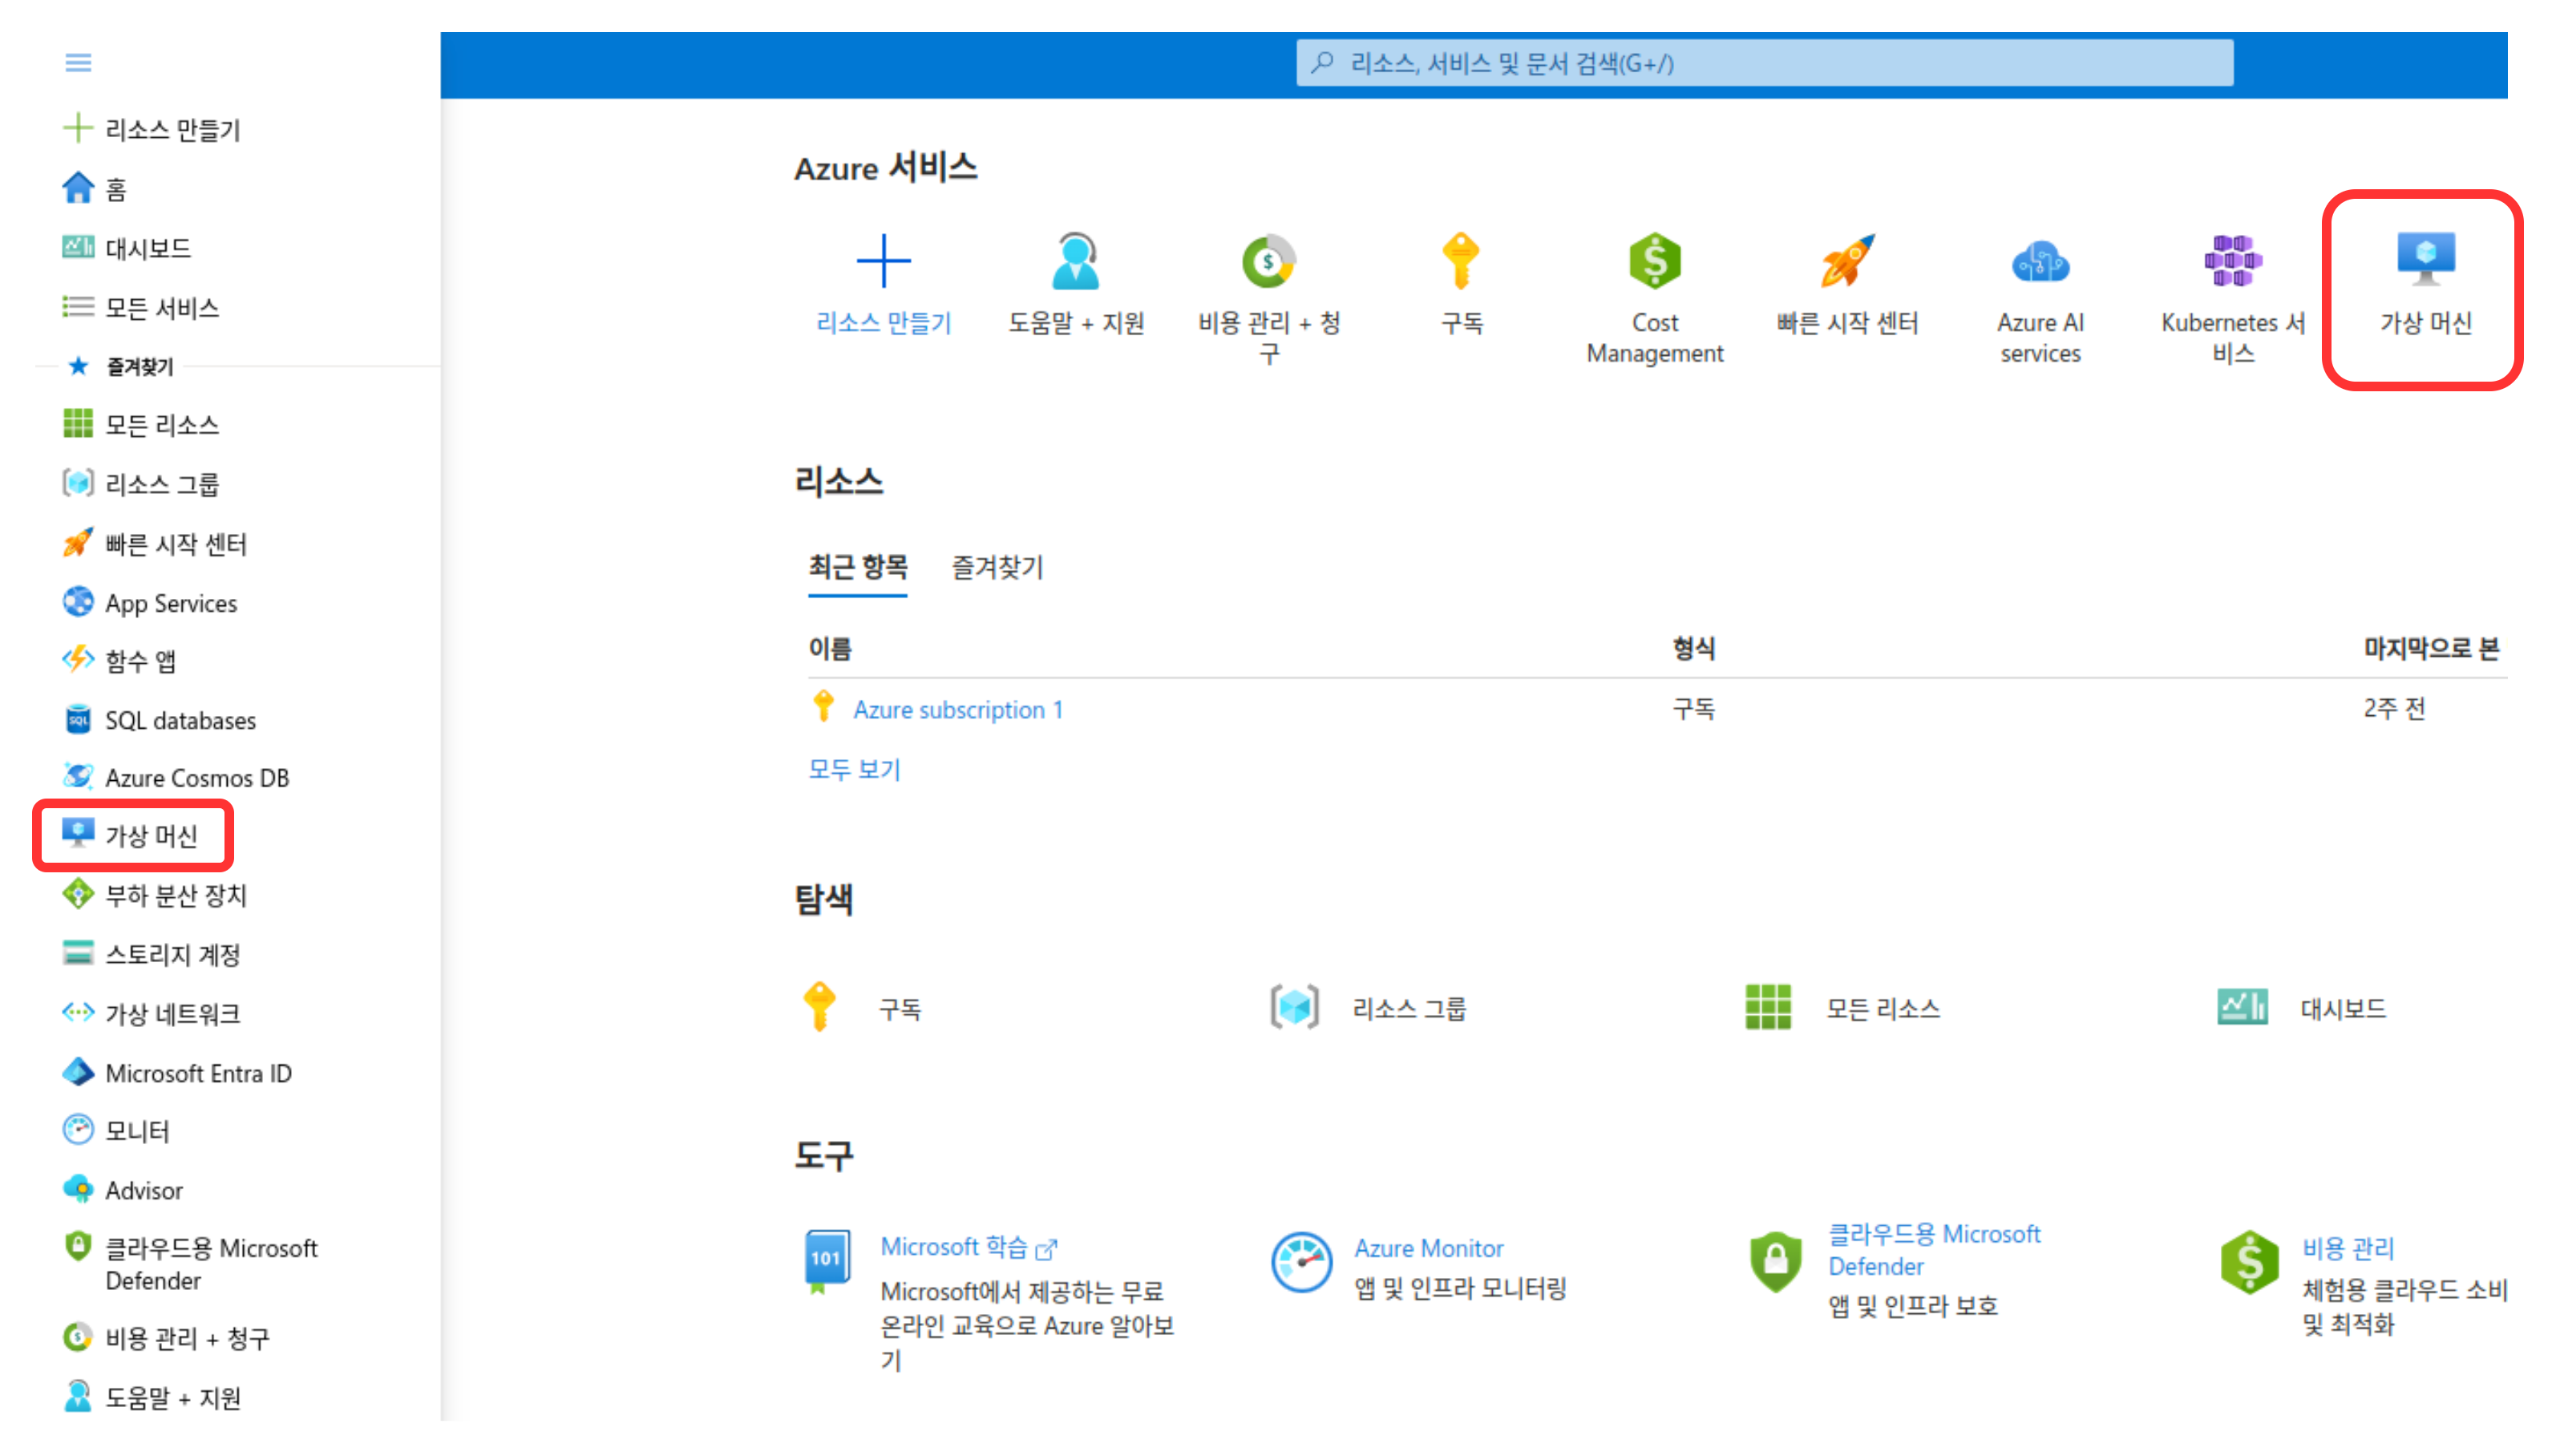 리소스, 서비스 및 문서 검색(G+/)
리소스 만들기
홈
대시보드
모든 서비스
즐겨찾기
모든 리소스
리소스 그룹
빠른 시작 센터
App Services
함수 앱
SQL databases
Azure Cosmos DB
가상 머신
부하 분산 장치
스토리지 계정
가상 네트워크
Microsoft Entra ID
모니터
Advisor
클라우드용 Microsoft
Defender
비용 관리 + 청구
도움말 + 지원
Azure 서비스
리소스 만들기
도움말 + 지원
비용 관리 + 청
구
구독
Cost
Management
빠른 시작 센터
Azure AI
services
Kubernetes 서
비스
가상 머신
리소스
최근 항목 즐겨찾기
이름 형식 마지막으로 본
Azure subscription 1 구독 2주 전
모두 보기
탐색
구독 리소스 그룹 모든 리소스 대시보드
도구
101
Microsoft 학습
Microsoft에서 제공하는 무료
온라인 교육으로 Azure 알아보
기
Azure Monitor
앱 및 인프라 모니터링
클라우드용 Microsoft
Defender
앱 및 인프라 보호
비용 관리
체험용 클라우드 소비
및 최적화